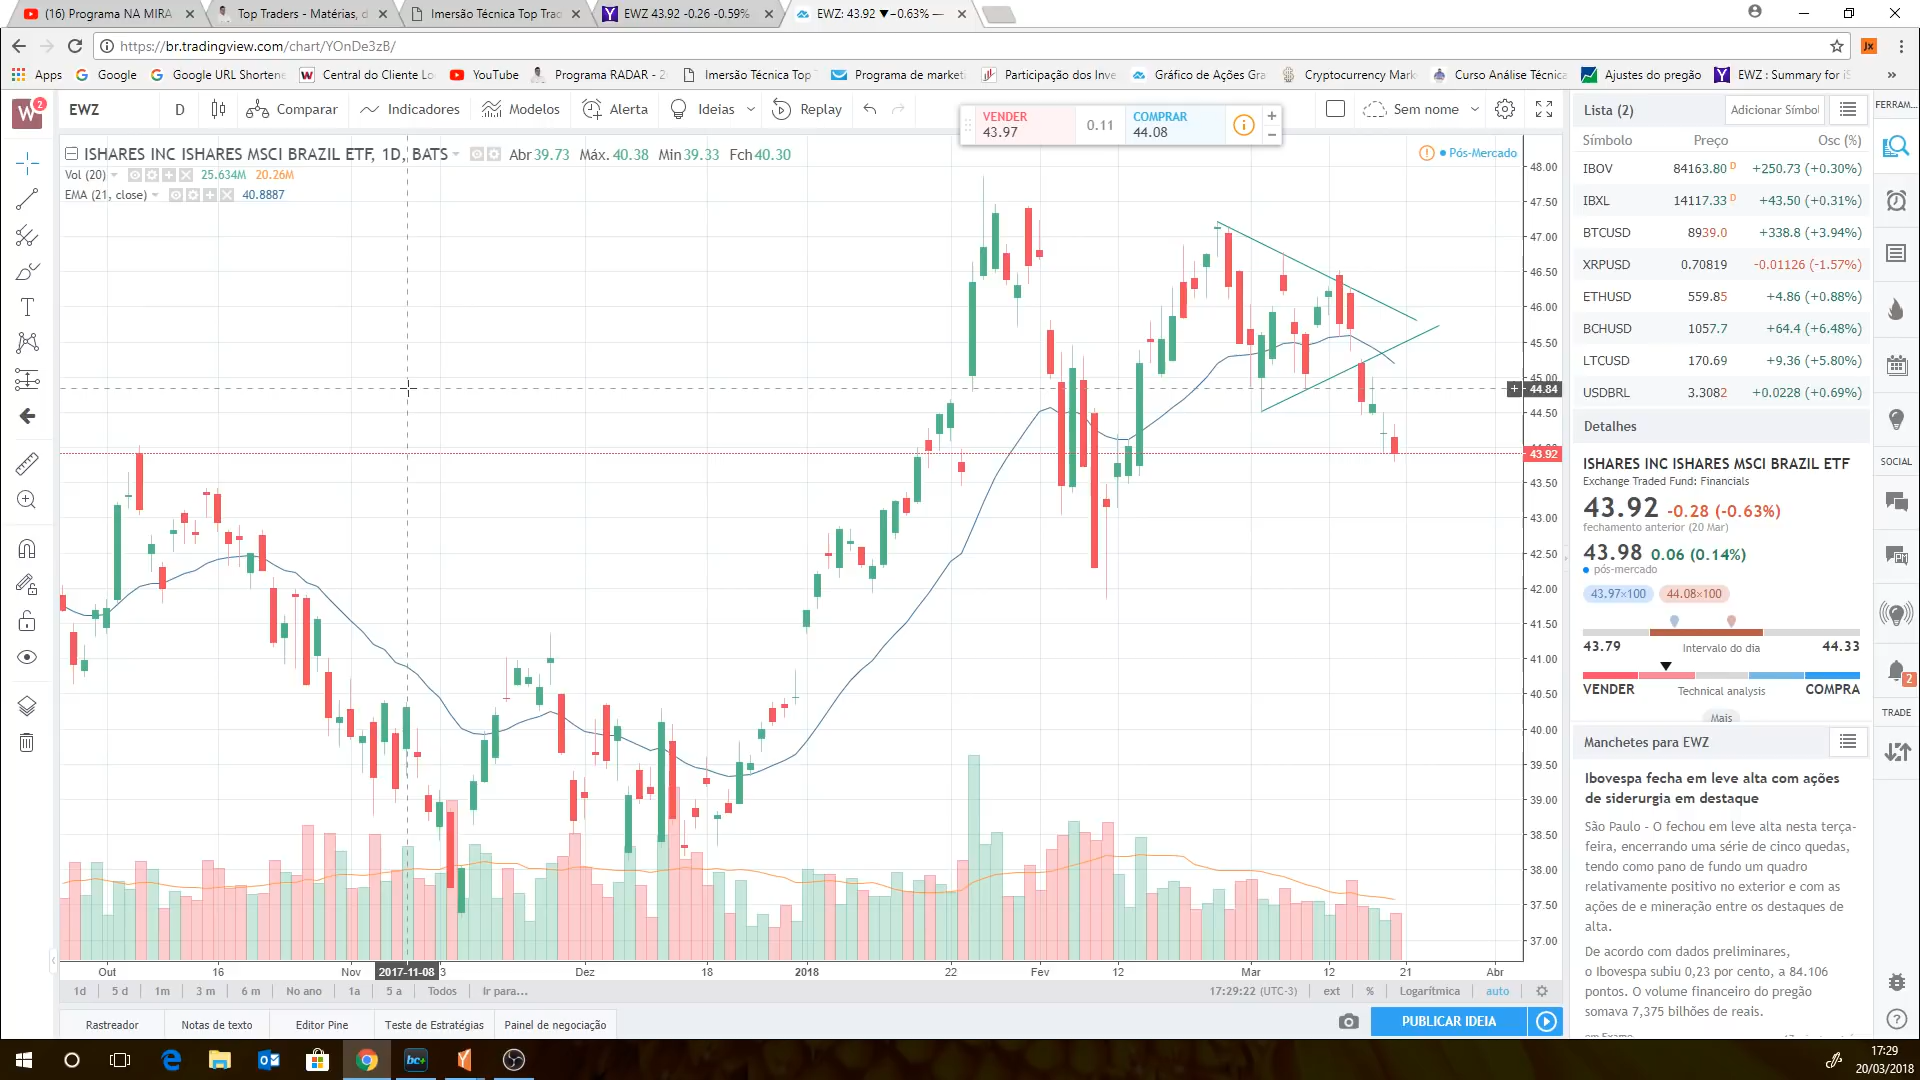 (16) Programa NA MIRA
Top Traders - Matérias, d
Imersão Técnica Top Trad
EWZ 43.92 -0.26 -0.59%
EWZ: 43.92 ▼−0.63% —
https://br.tradingview.com/chart/YOnDe3zB/
Apps
Google
Google URL Shortene
Central do Cliente Lo
YouTube
Programa RADAR - 2
Imersão Técnica Top
Programa de market
Participação dos Inve
Gráfico de Ações Gra
Cryptocurrency Mark
Curso Análise Técnica
Ajustes do pregão
EWZ : Summary for iS
»
W 2
EWZ
D
Comparar
Indicadores
Modelos
Alerta
Ideias
Replay
VENDER
43.97
0.11
COMPRAR
44.08
+
−
Sem nome
ISHARES INC ISHARES MSCI BRAZIL ETF, 1D, BATS
Abr 39.73 Máx. 40.38 Mín 39.33 Fch 40.30
Pós-Mercado
Vol (20) 25.634M 20.26M
EMA (21, close) 40.8887
48.00
47.50
47.00
46.50
46.00
45.50
45.00
44.84
44.50
43.92
43.50
43.00
42.50
42.00
41.50
41.00
40.50
40.00
39.50
39.00
38.50
38.00
37.50
37.00
Out 16 Nov 2017-11-08 3 Dez 18 2018 22 Fev 12 Mar 12 21 Abr
1d 5 d 1m 3 m 6 m No ano 1a 5 a Todos Ir para...
17:29:22 (UTC-3) ext % Logarítmica auto
Rastreador
Notas de texto
Editor Pine
Teste de Estratégias
Painel de negociação
PUBLICAR IDEIA
Lista (2)
Adicionar Símbol
Símbolo Preço Osc (%)
IBOV 84163.80 D +250.73 (+0.30%)
IBXL 14117.33 D +43.50 (+0.31%)
BTCUSD 8939.0 +338.8 (+3.94%)
XRPUSD 0.70819 -0.01126 (-1.57%)
ETHUSD 559.85 +4.86 (+0.88%)
BCHUSD 1057.7 +64.4 (+6.48%)
LTCUSD 170.69 +9.36 (+5.80%)
USDBRL 3.3082 +0.0228 (+0.69%)
Detalhes
ISHARES INC ISHARES MSCI BRAZIL ETF
Exchange Traded Fund: Financials
43.92 -0.28 (-0.63%)
fechamento anterior (20 Mar)
43.98 0.06 (0.14%)
pós-mercado
43.97×100 44.08×100
43.79 Intervalo do dia 44.33
VENDER Technical analysis COMPRA
Mais
Manchetes para EWZ
Ibovespa fecha em leve alta com ações
de siderurgia em destaque
São Paulo - O fechou em leve alta nesta terça-
feira, encerrando uma série de cinco quedas,
tendo como pano de fundo um quadro
relativamente positivo no exterior e com as
ações de e mineração entre os destaques de
alta.
De acordo com dados preliminares,
o Ibovespa subiu 0,23 por cento, a 84.106
pontos. O volume financeiro do pregão
somava 7,375 bilhões de reais.
FERRAM...
SOCIAL
2
TRADE
bc+
17:29
20/03/2018